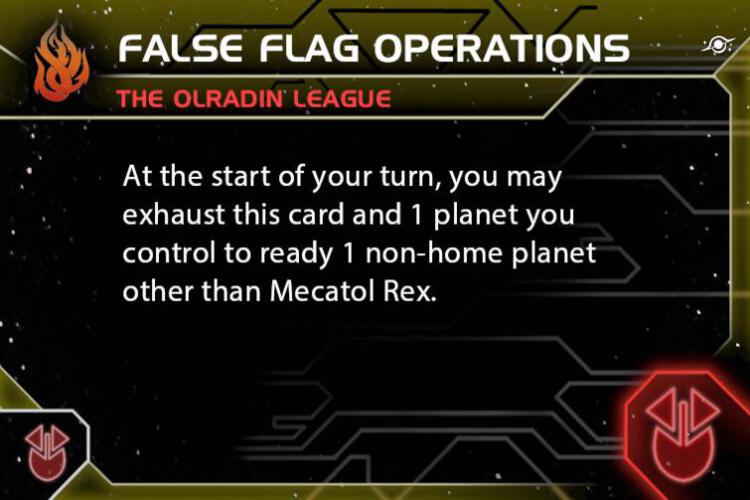 FALSE FLAG OPERATIONS
THE OLRADIN LEAGUE
At the start of your turn, you may
exhaust this card and 1 planet you
control to ready 1 non-home planet
other than Mecatol Rex.